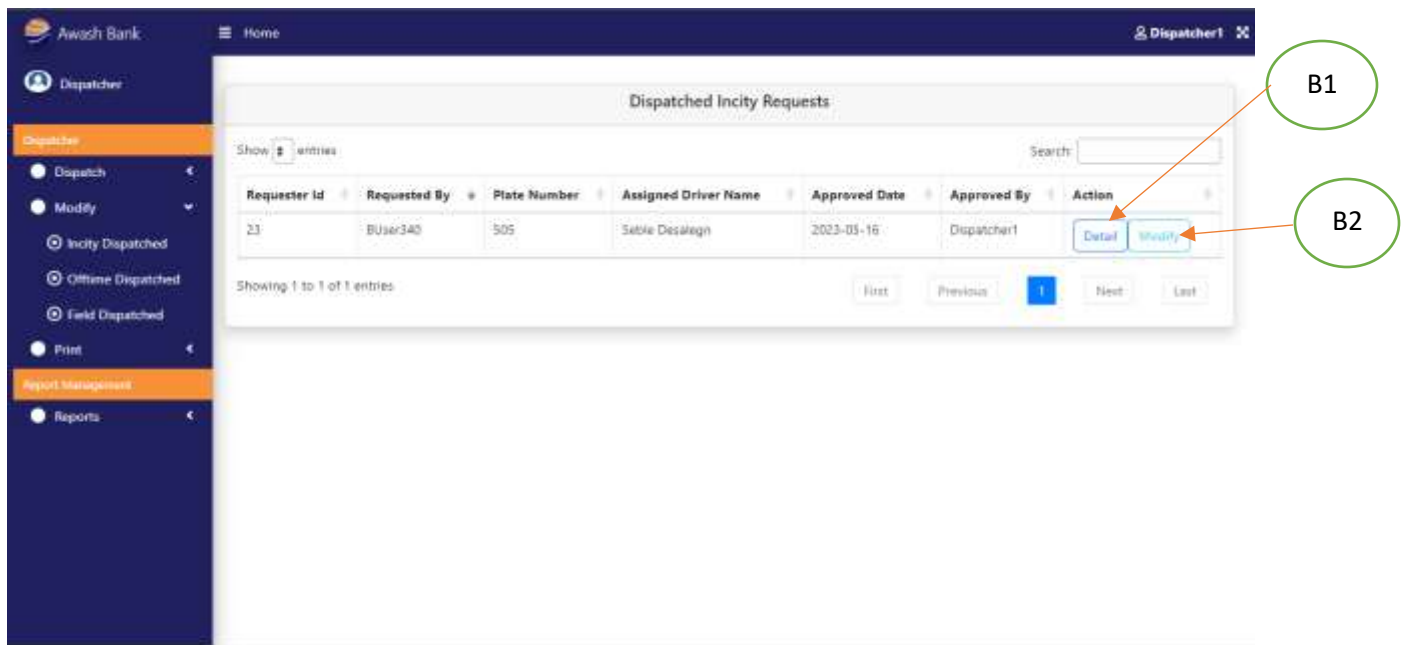 Awash Bank
Home
Dispatcher1
Dispatcher
B1
Dispatched Incity Requests
Dispatcher
Show entries
Search:
Dispatch
Requester Id Requested By Plate Number Assigned Driver Name Approved Date Approved By Action
Modify
23 BUser340 505 Seble Desalegn 2023-05-16 Dispatcher1 Detail Modify
B2
Incity Dispatched
Offtime Dispatched
Showing 1 to 1 of 1 entries
First Previous 1 Next Last
Field Dispatched
Print
Report Management
Reports